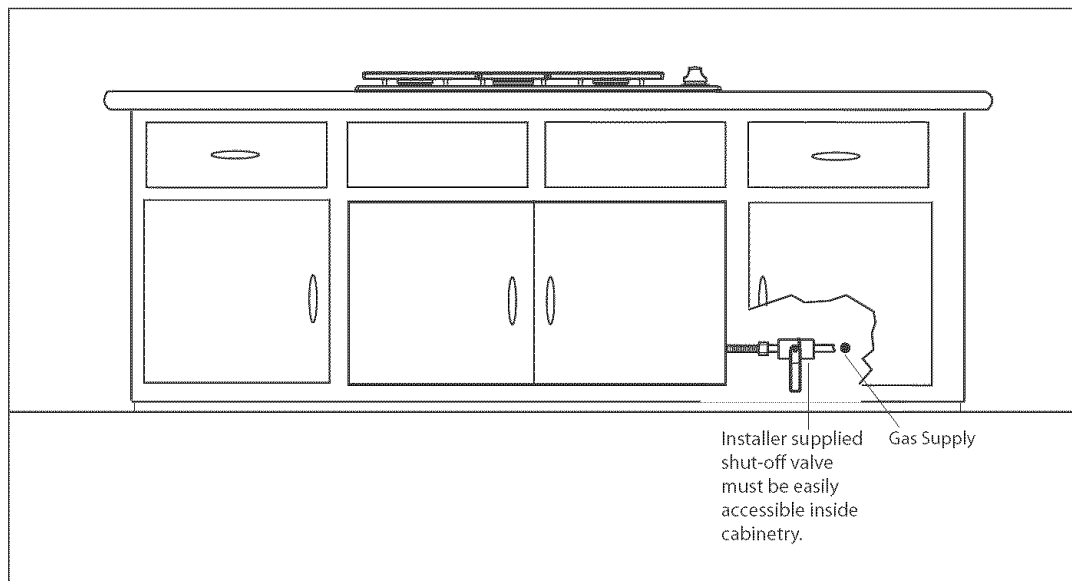 Installer supplied
shut-off valve
must be easily
accessible inside
cabinetry.
Gas Supply